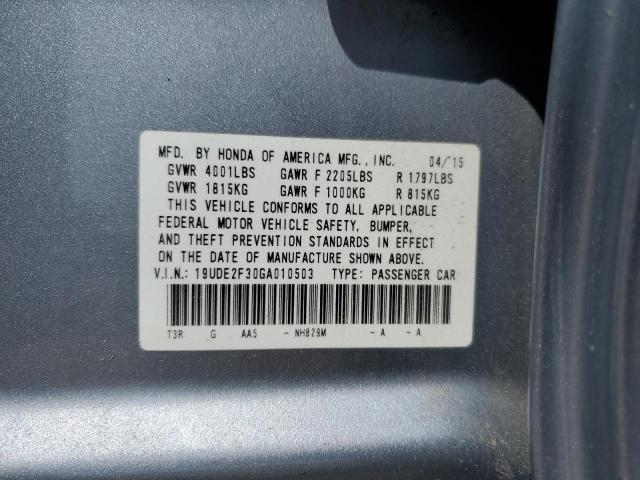 MFD. BY HONDA OF AMERICA MFG., INC. 04/'15
GVWR 4001LBS GAWR F 2205LBS R 1797LBS
GVWR 1815KG GAWR F 1000KG R 815KG
THIS VEHICLE CONFORMS TO ALL APPLICABLE
FEDERAL MOTOR VEHICLE SAFETY, BUMPER,
AND THEFT PREVENTION STANDARDS IN EFFECT
ON THE DATE OF MANUFACTURE SHOWN ABOVE.
V.I.N.: 19UDE2F30GA010503 TYPE: PASSENGER CAR
T3R G AA5 - NH829M - A - A